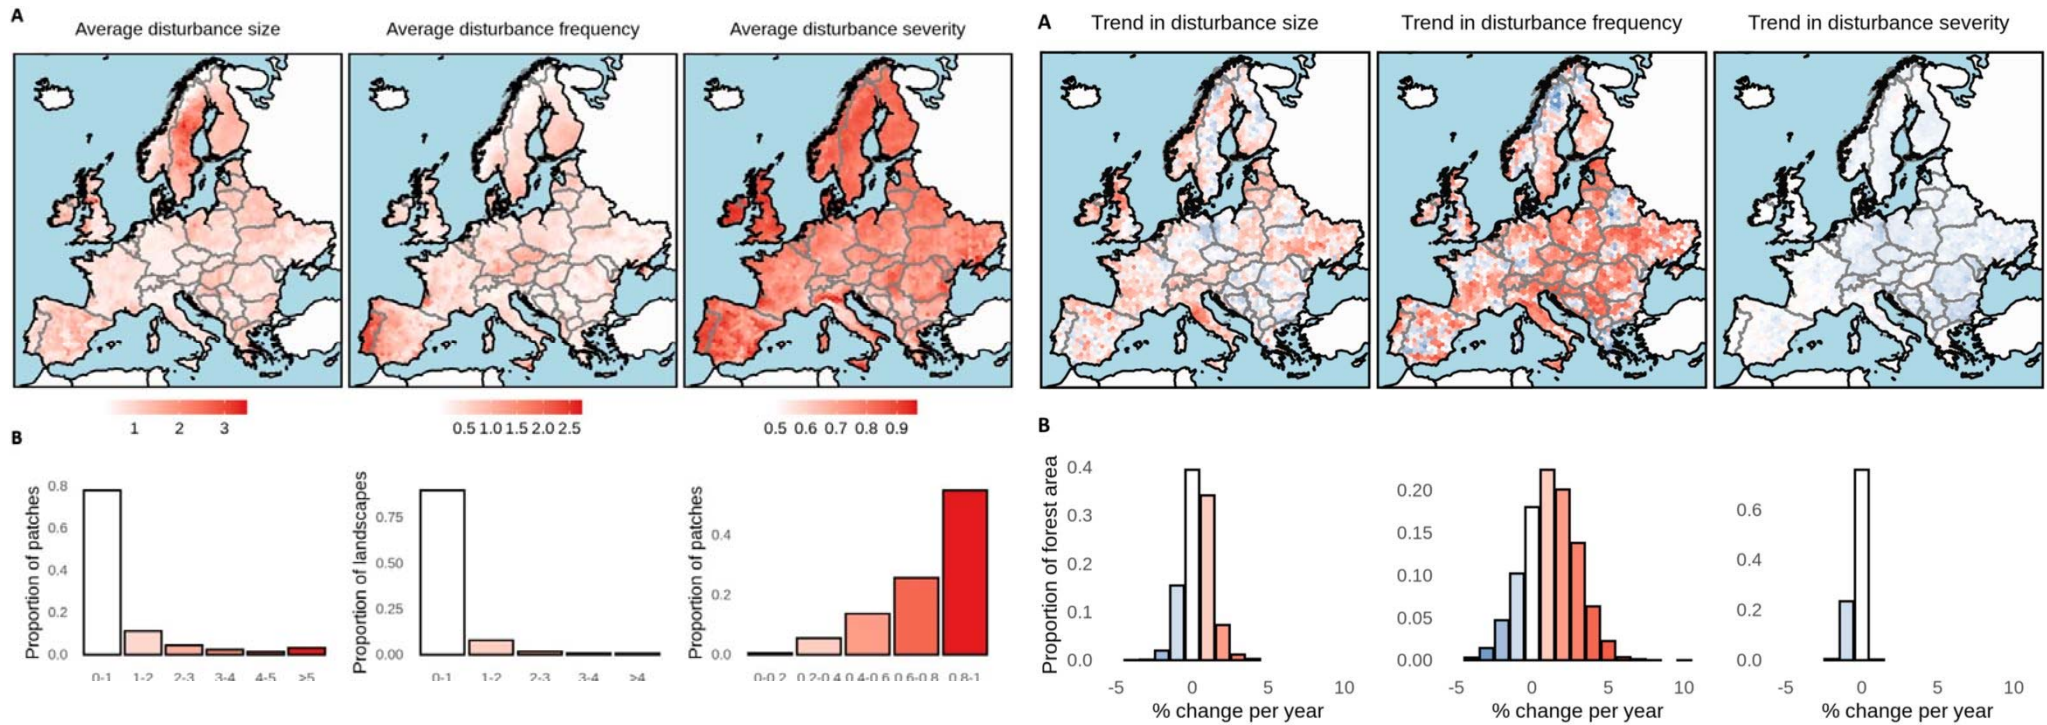 A
Average disturbance size
Average disturbance frequency
Average disturbance severity
1 2 3
0.5 1.0 1.5 2.0 2.5
0.5 0.6 0.7 0.8 0.9
B
Proportion of patches
0.8
0.6
0.4
0.2
0.0
0-1 1-2 2-3 3-4 4-5 ≥5
Proportion of landscapes
0.75
0.50
0.25
0.00
0-1 1-2 2-3 3-4 ≥4
Proportion of patches
0.4
0.2
0.0
0-0.2 0.2-0.4 0.4-0.6 0.6-0.8 0.8-1
A
Trend in disturbance size
Trend in disturbance frequency
Trend in disturbance severity
B
Proportion of forest area
0.4
0.3
0.2
0.1
0.0
-5 0 5 10
% change per year
0.20
0.15
0.10
0.05
0.00
-5 0 5 10
% change per year
0.6
0.4
0.2
0.0
-5 0 5 10
% change per year